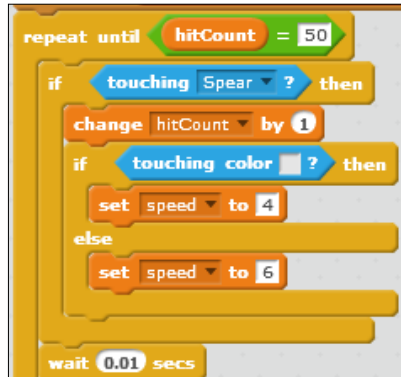 repeat until hitCount = 50
if touching Spear ? then
change hitCount by 1
if touching color ? then
set speed to 4
else
set speed to 6
wait 0.01 secs